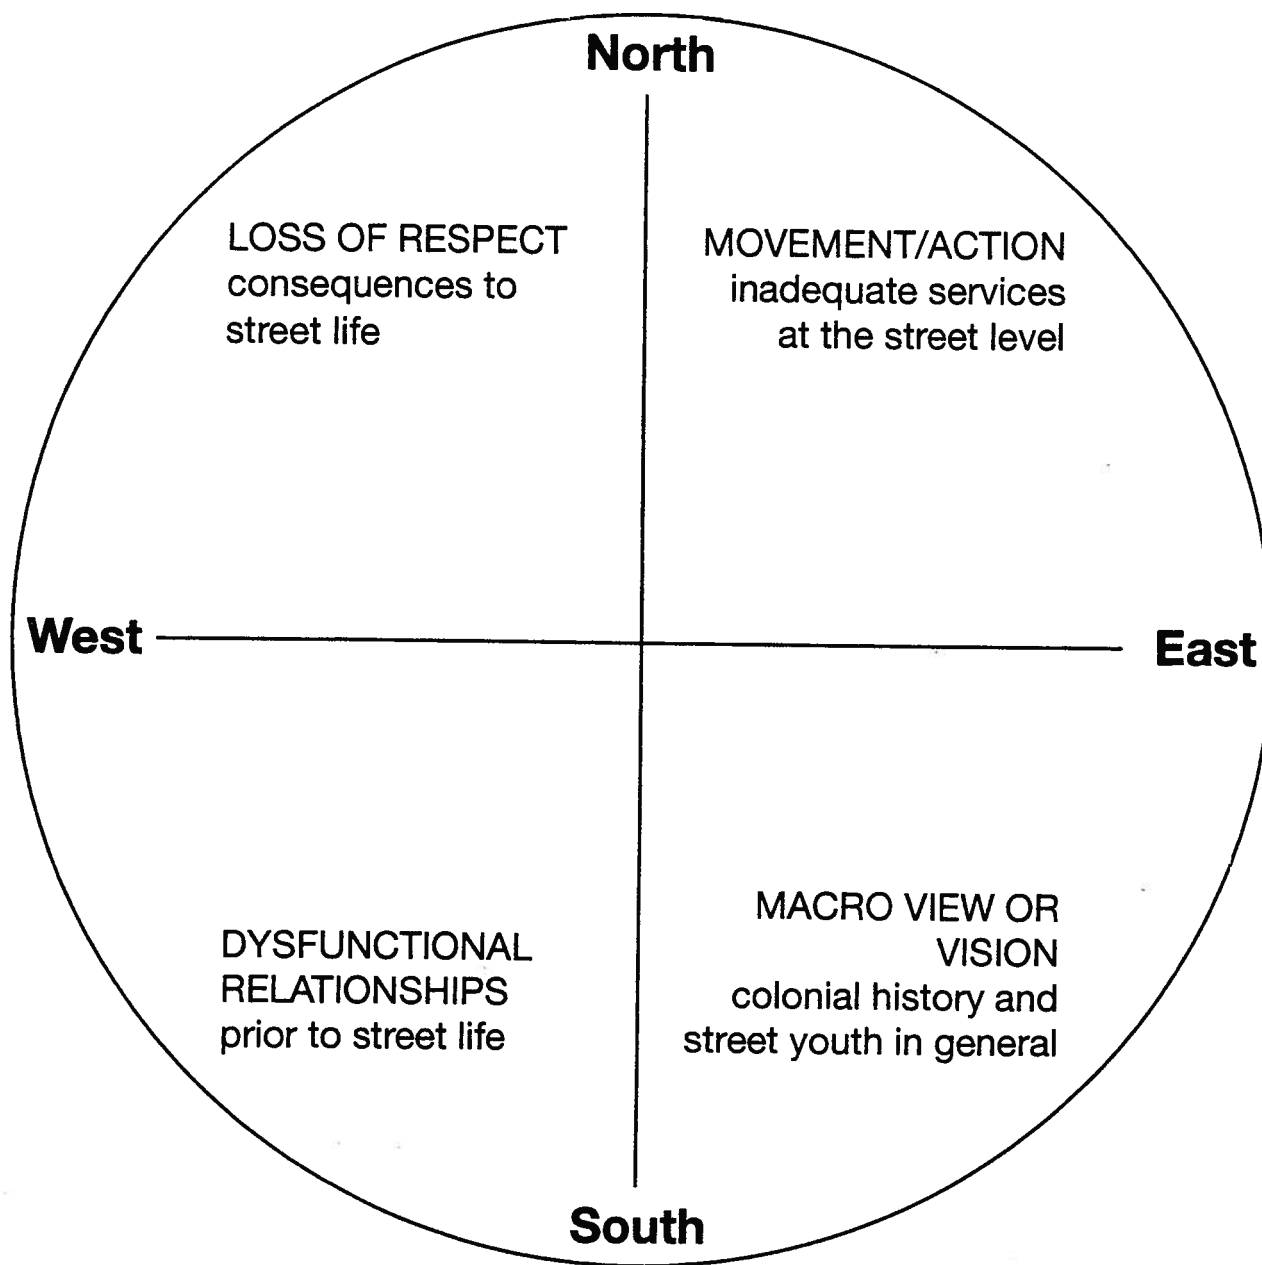 North
LOSS OF RESPECT
consequences to
street life
MOVEMENT/ACTION
inadequate services
at the street level
West
East
DYSFUNCTIONAL
RELATIONSHIPS
prior to street life
MACRO VIEW OR
VISION
colonial history and
street youth in general
South